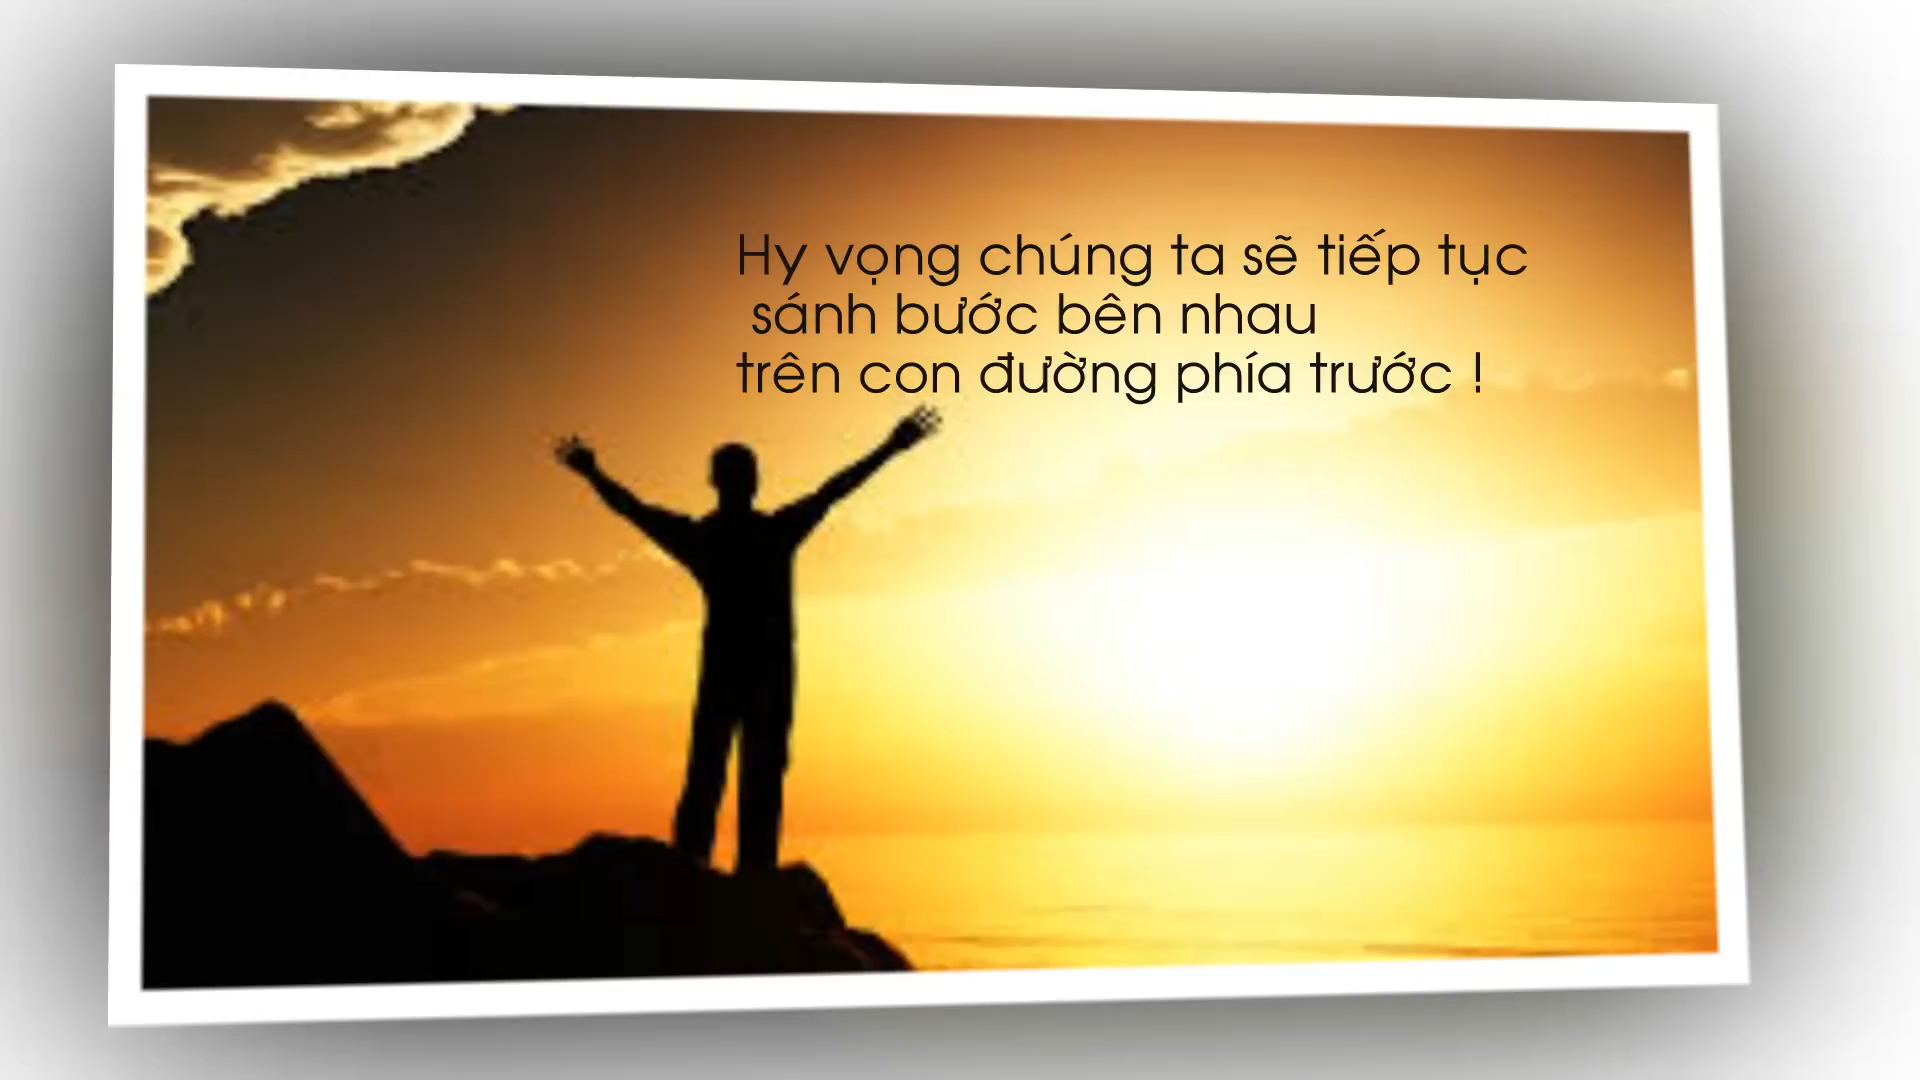 Hy vọng chúng ta sẽ tiếp tục
sánh bước bên nhau
trên con đường phía trước !